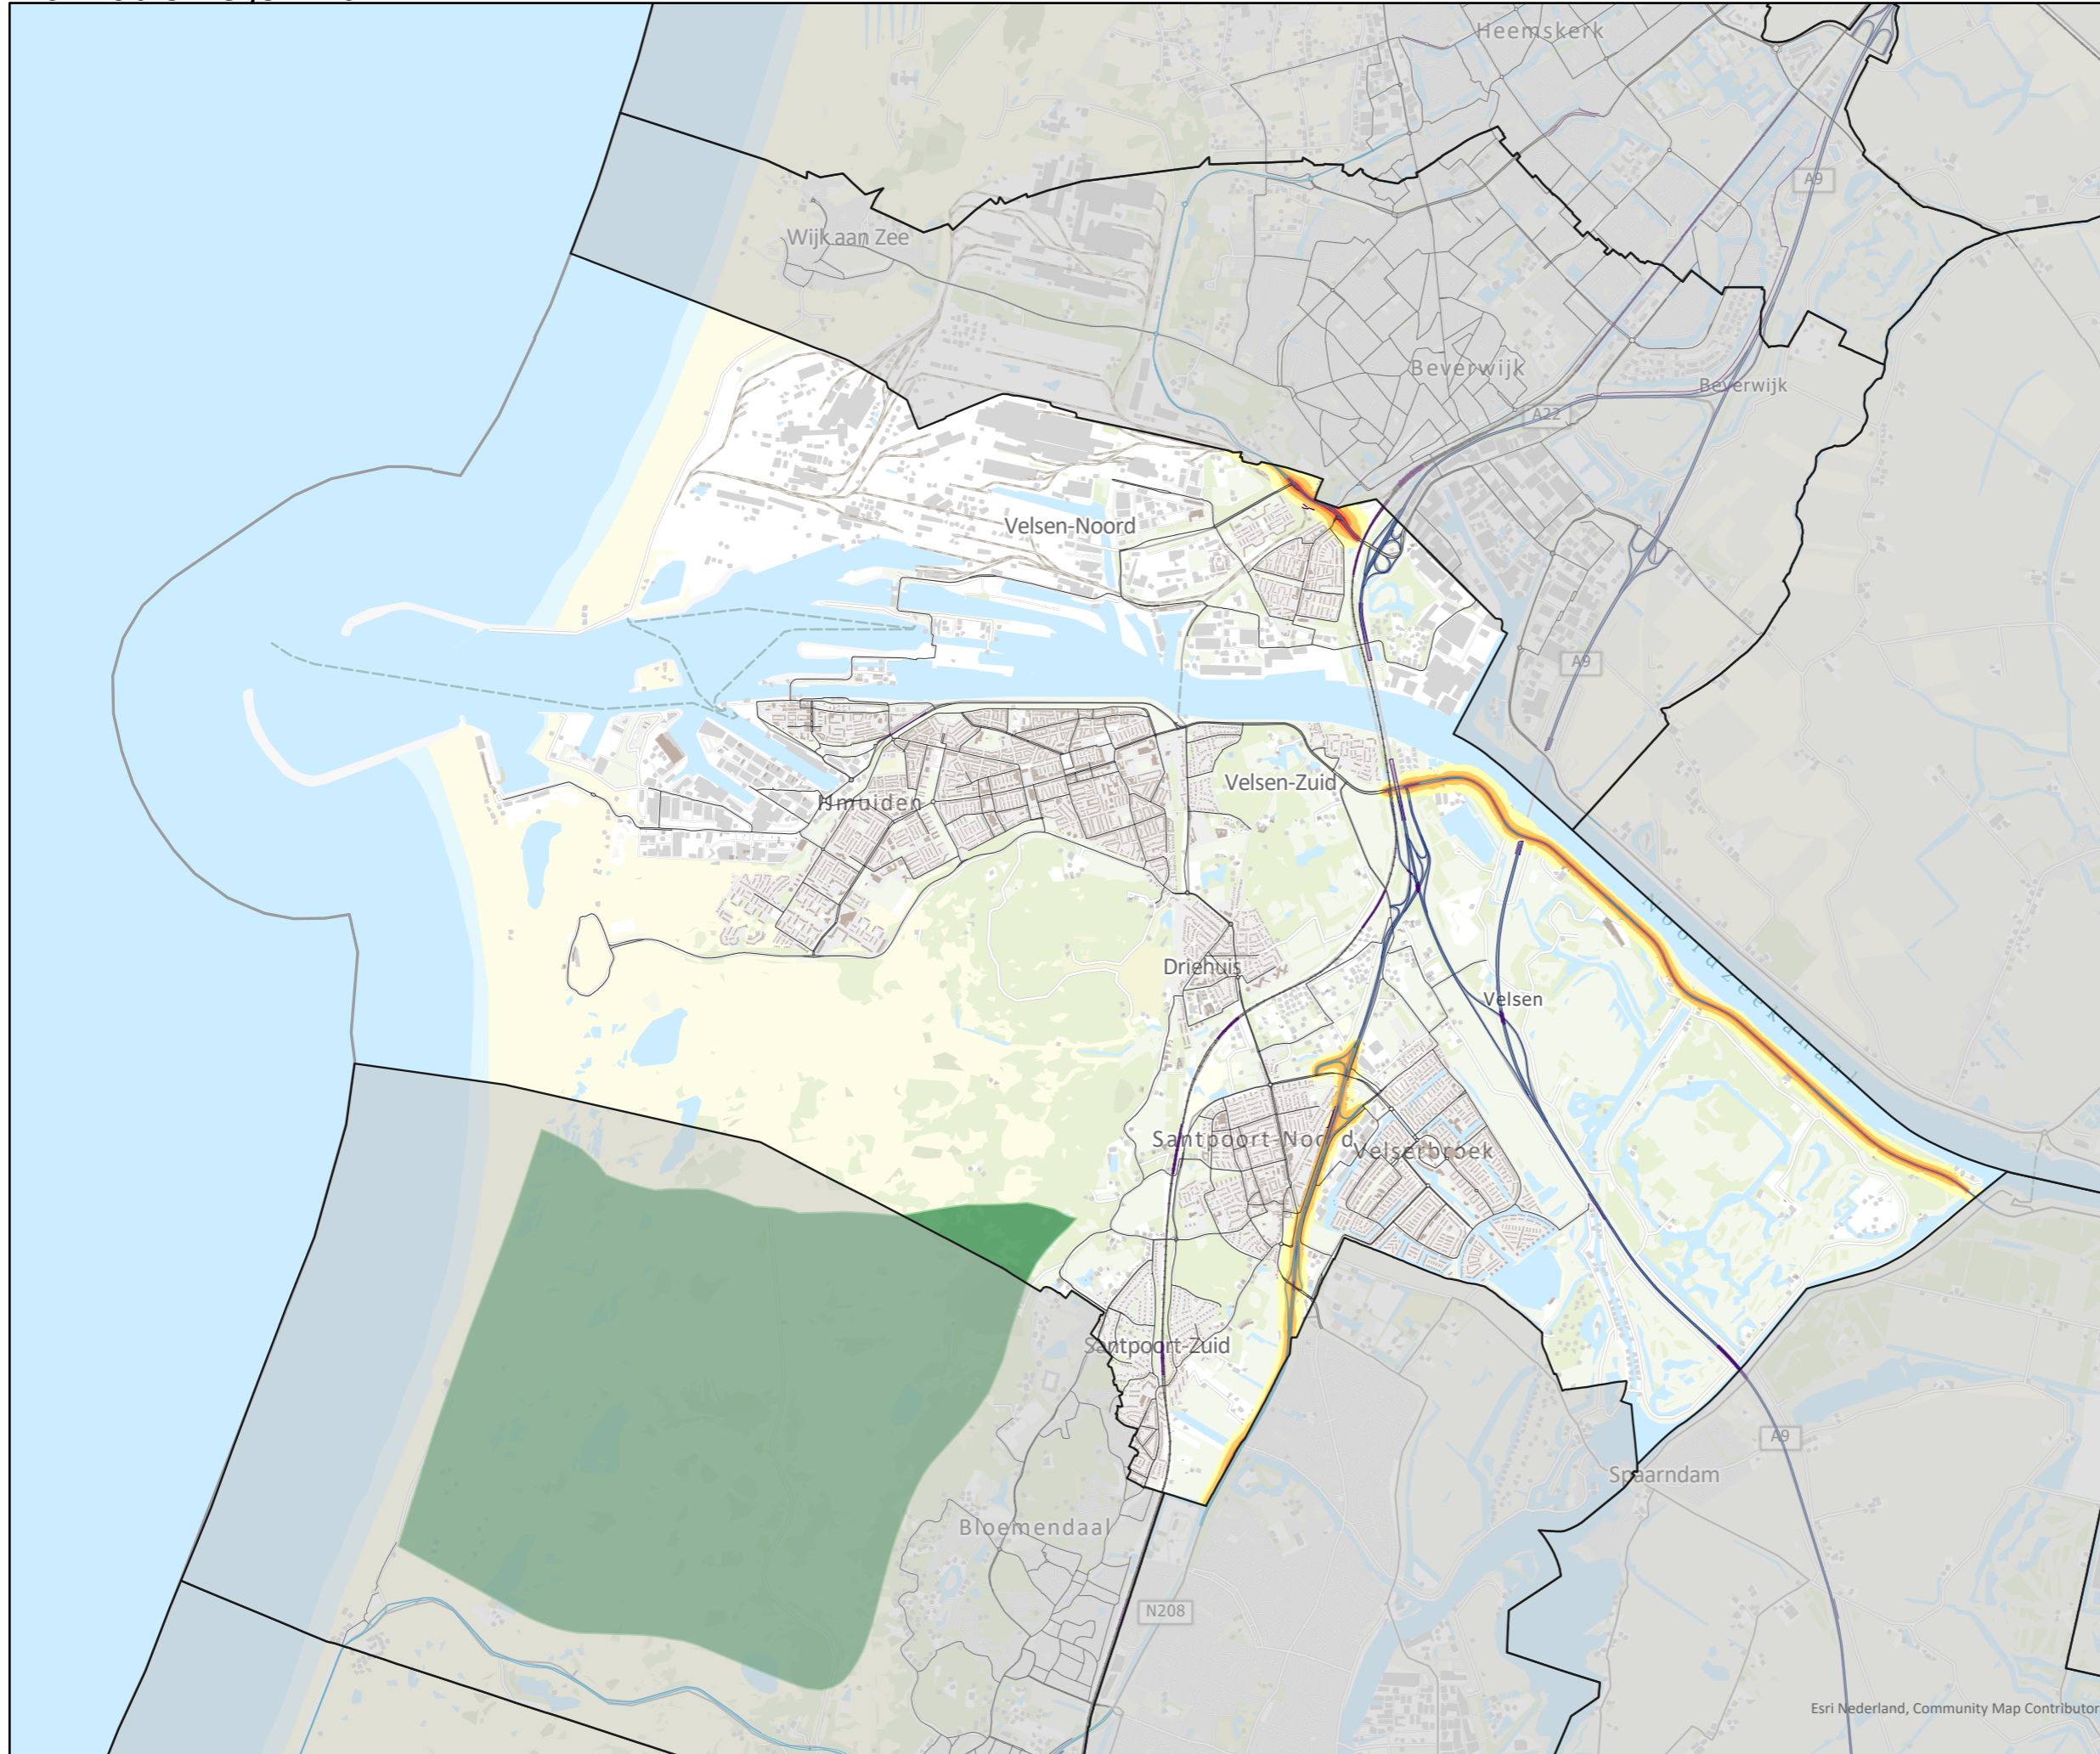 Heemskerk
A9
Wijk aan Zee
Beverwijk
Beverwijk
A22
Velsen-Noord
A9
Velsen-Zuid
IJmuiden
Noordzeekanaal
Driehuis
Velsen
Santpoort-Noord
Velserbroek
Santpoort-Zuid
A9
Spaarndam
Bloemendaal
N208
Esri Nederland, Community Map Contributor